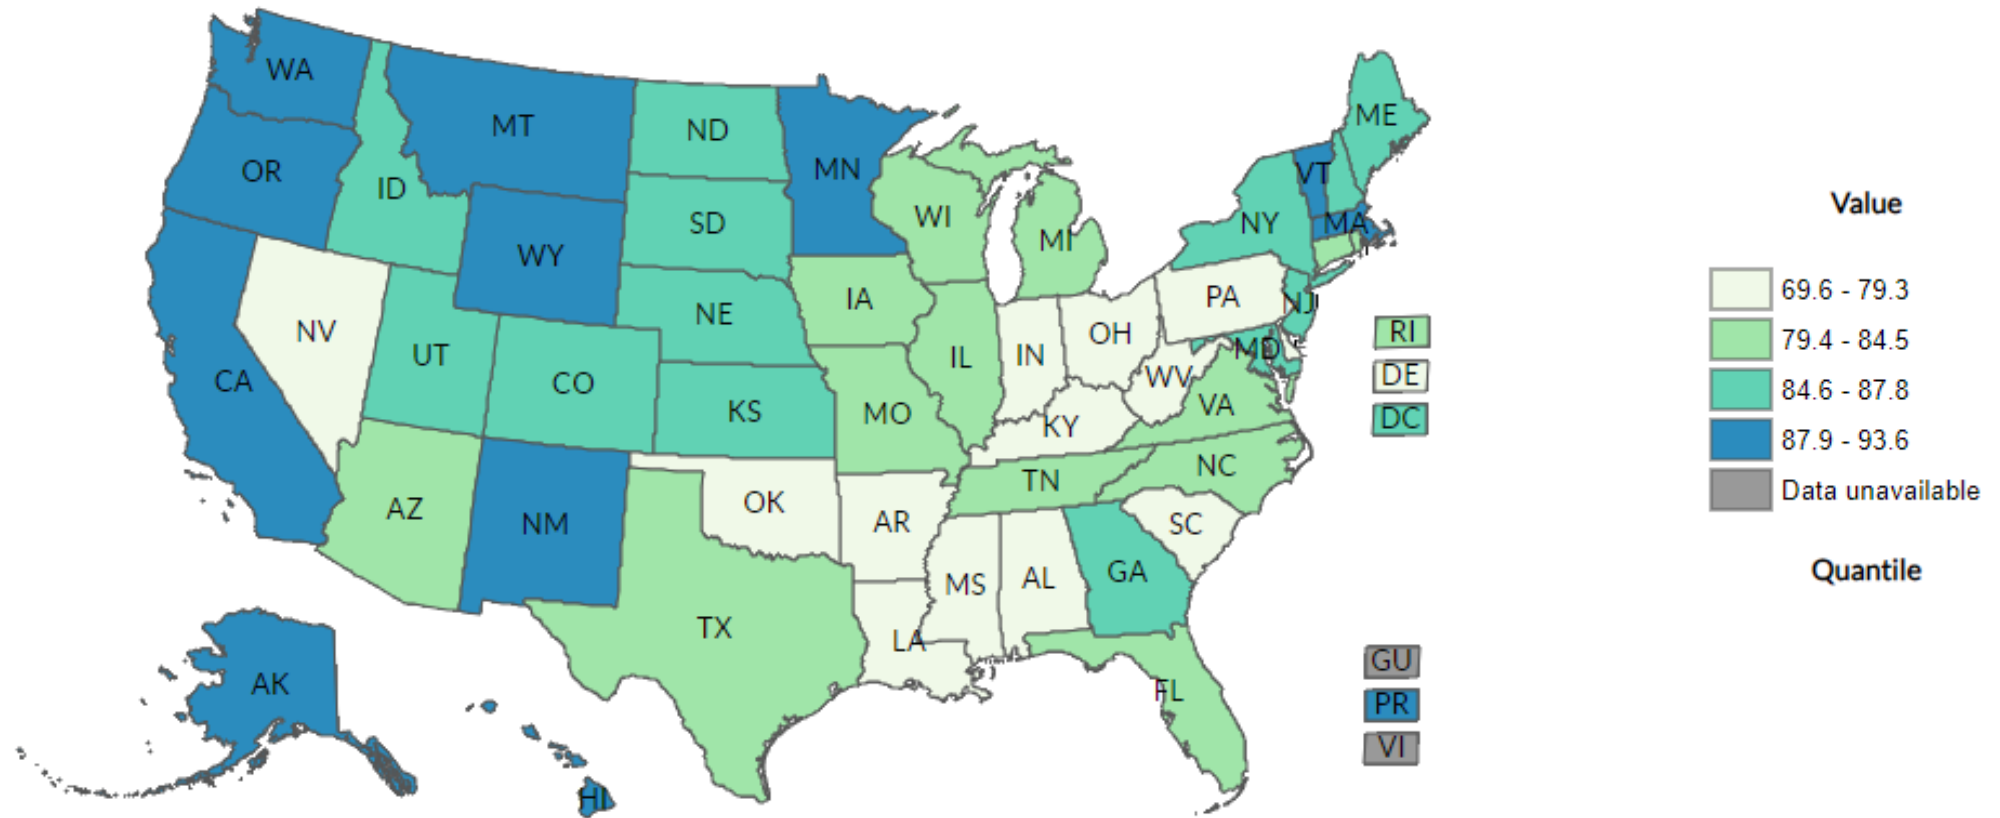 WA
MT
ND
MN
ME
OR
ID
VT
WI
SD
NY
MA
MI
WY
IA
NE
PA
NJ
NV
OH
UT
IN
IL
MD
CO
CA
WV
KS
MO
VA
KY
NC
TN
AZ
OK
AR
SC
NM
GA
MS
AL
TX
LA
FL
AK
HI
RI
DE
DC
GU
PR
VI
Value
69.6 - 79.3
79.4 - 84.5
84.6 - 87.8
87.9 - 93.6
Data unavailable
Quantile